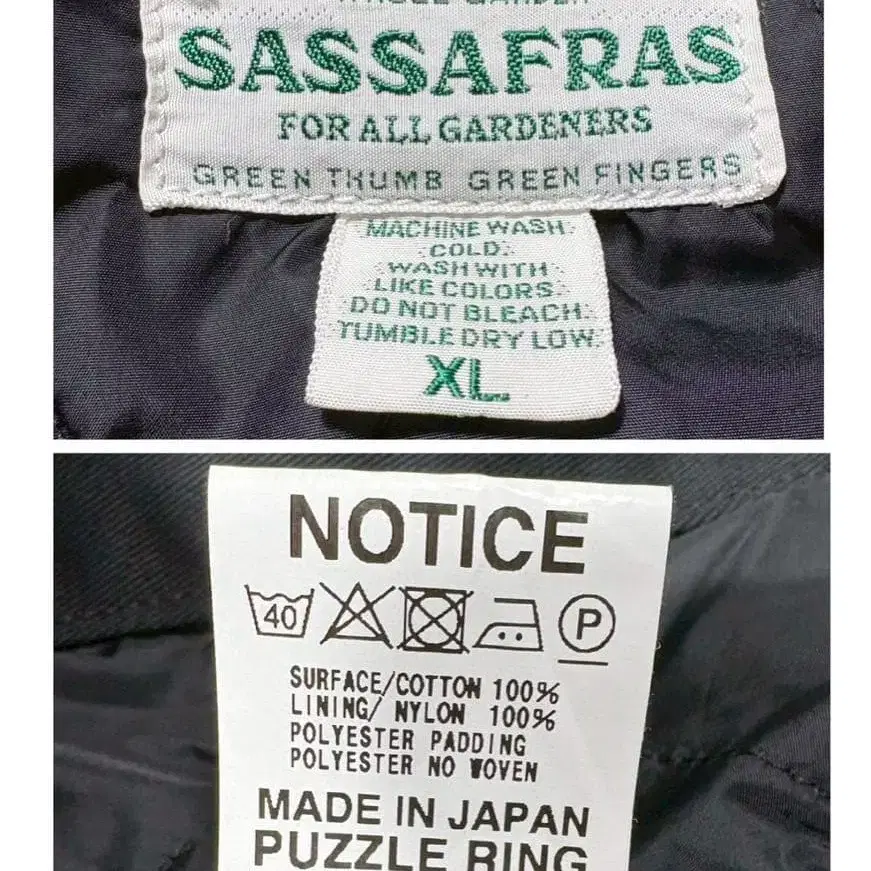 SASSAFRAS
FOR ALL GARDENERS
GREEN THUMB GREEN FINGERS
MACHINE WASH
COLD.
WASH WITH
LIKE COLORS.
DO NOT BLEACH.
TUMBLE DRY LOW.
XL
NOTICE
40 P
SURFACE/COTTON 100%
LINING/ NYLON 100%
POLYESTER PADDING
POLYESTER NO WOVEN
MADE IN JAPAN
PUZZLE RING